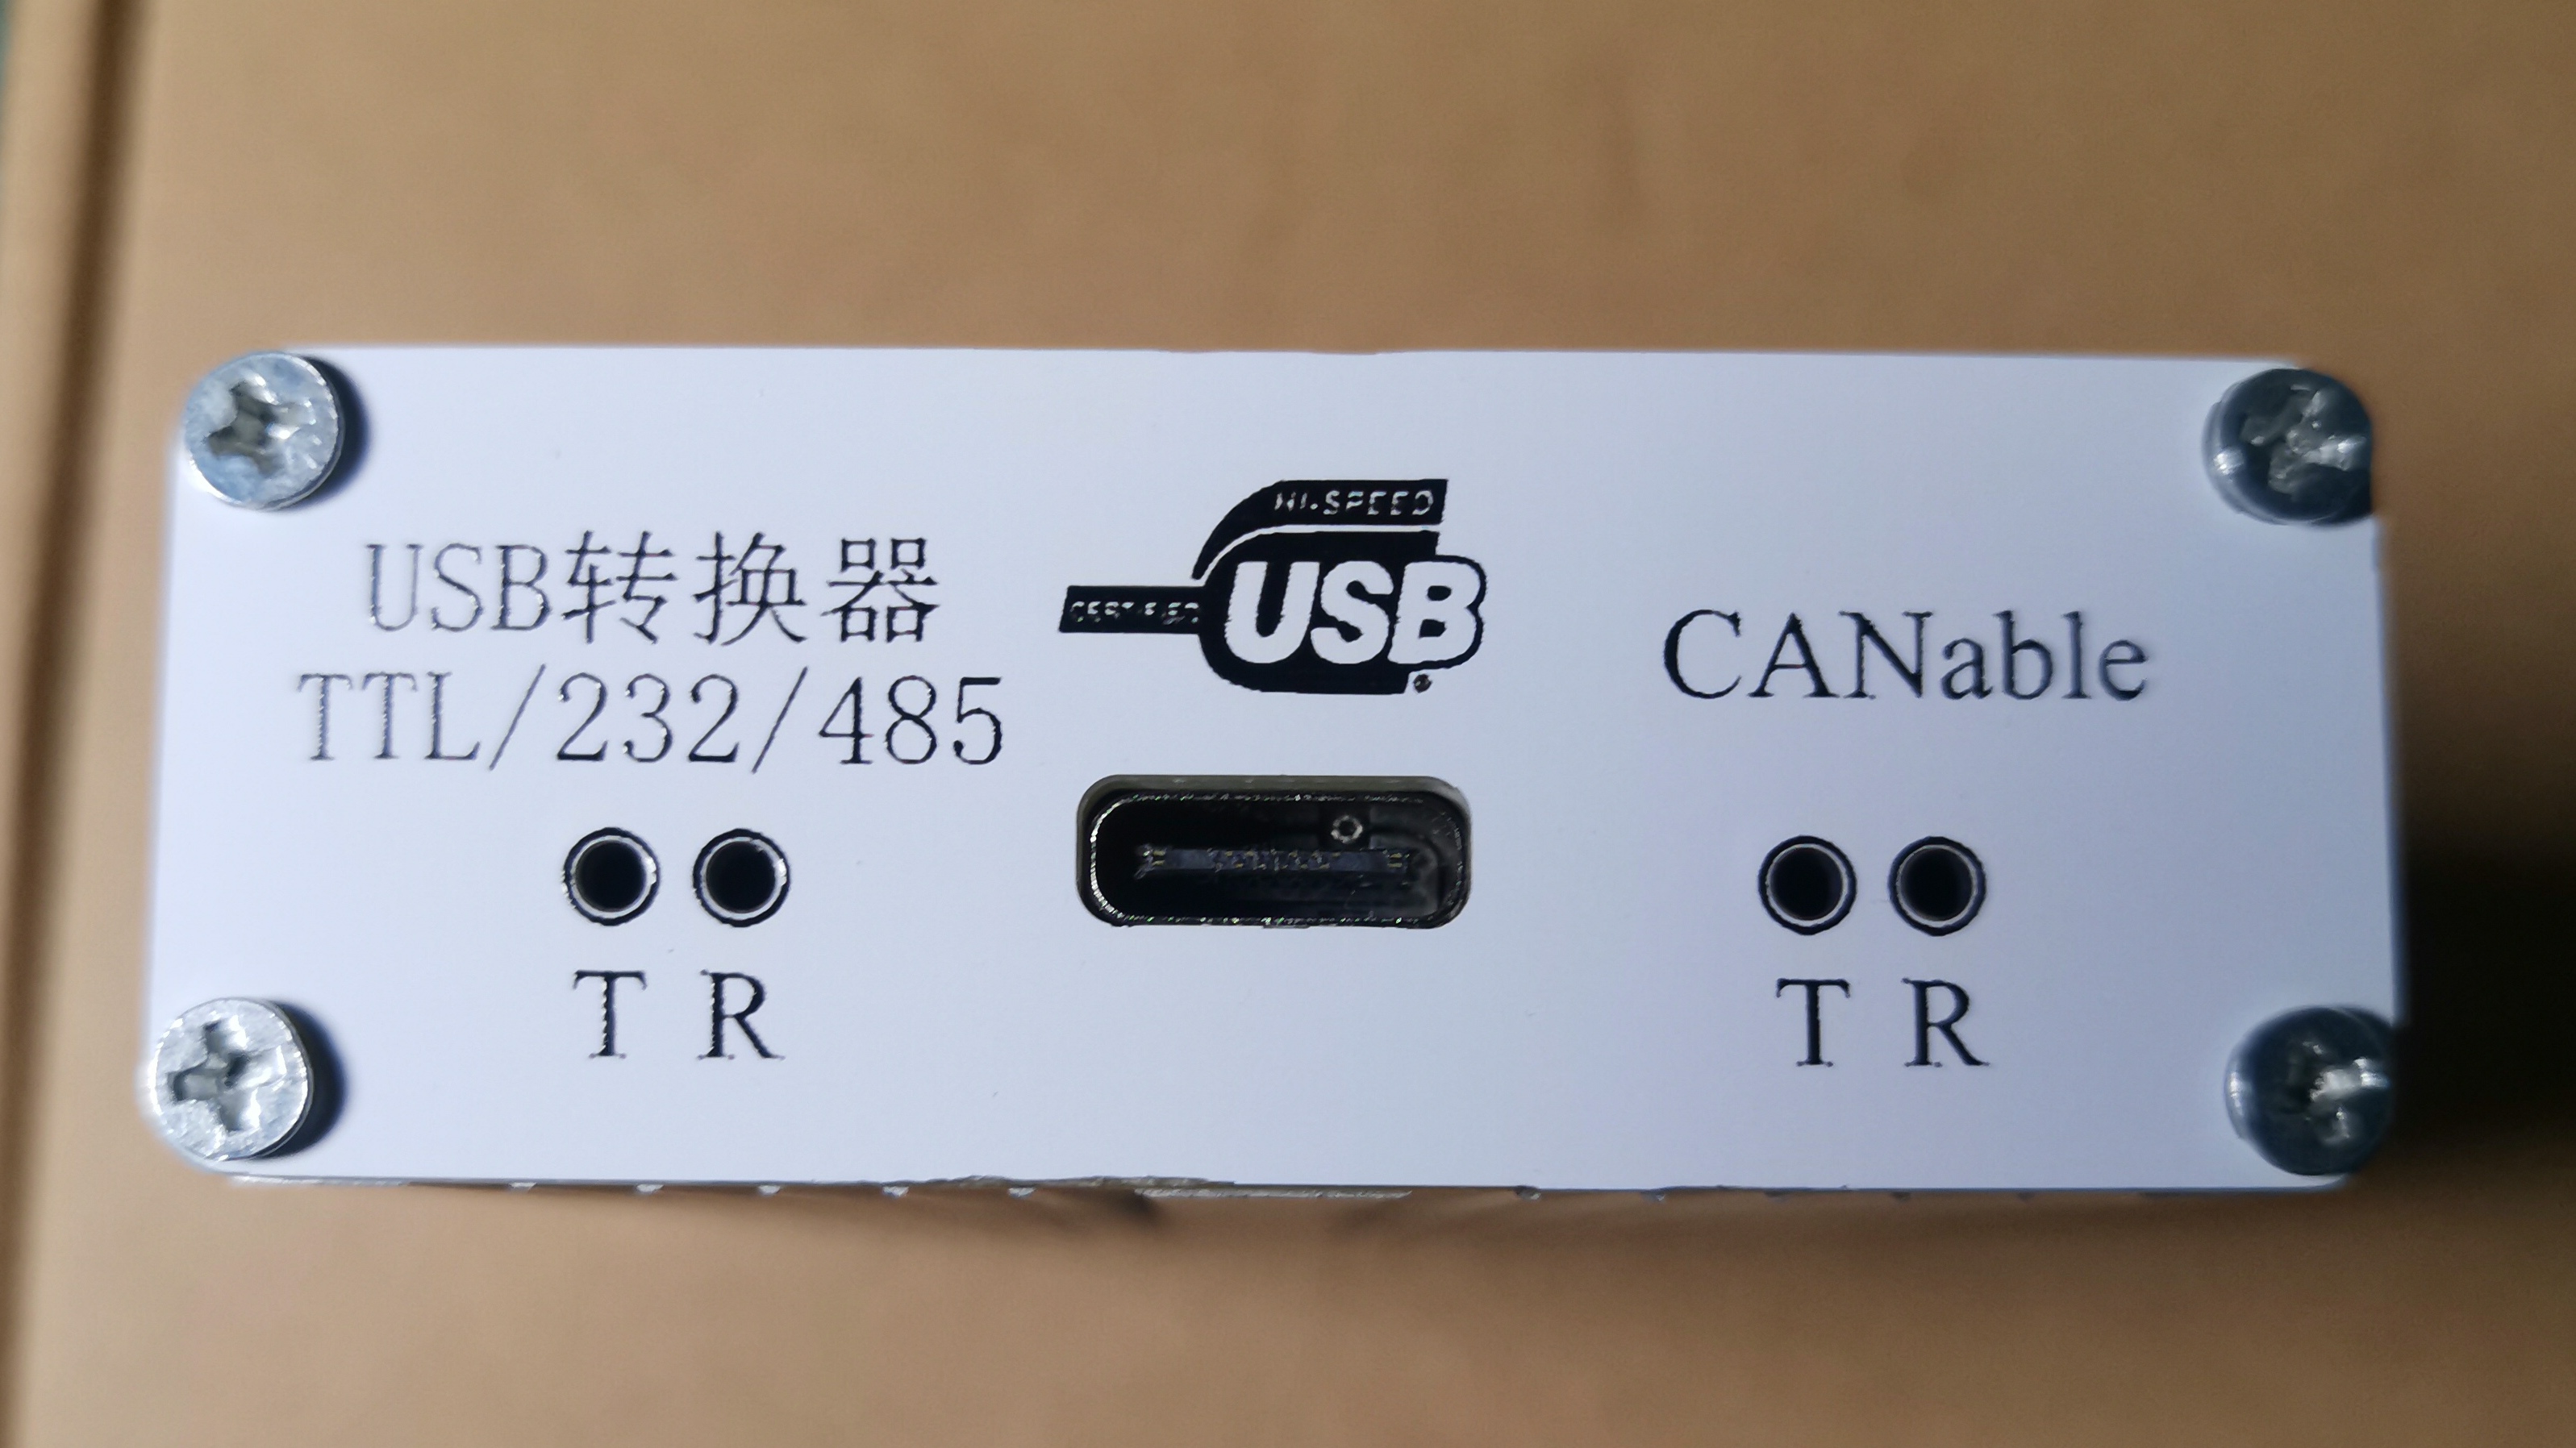 USB转换器
TTL/232/485
T R
HI-SPEED
CERTIFIED
USB
CANable
T R